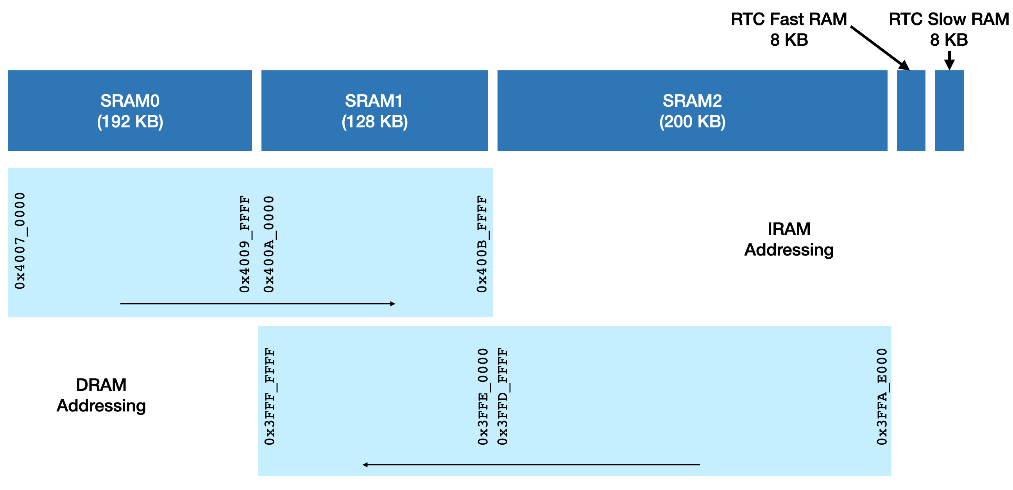 RTC Fast RAM
8 KB
RTC Slow RAM
8 KB
SRAM0
(192 KB)
SRAM1
(128 KB)
SRAM2
(200 KB)
0x4007_0000
0x4009_FFFF
0x400A_0000
0x400B_FFFF
IRAM
Addressing
DRAM
Addressing
0x3FFF_FFFF
0x3FFE_0000
0x3FFD_FFFF
0x3FFA_E000